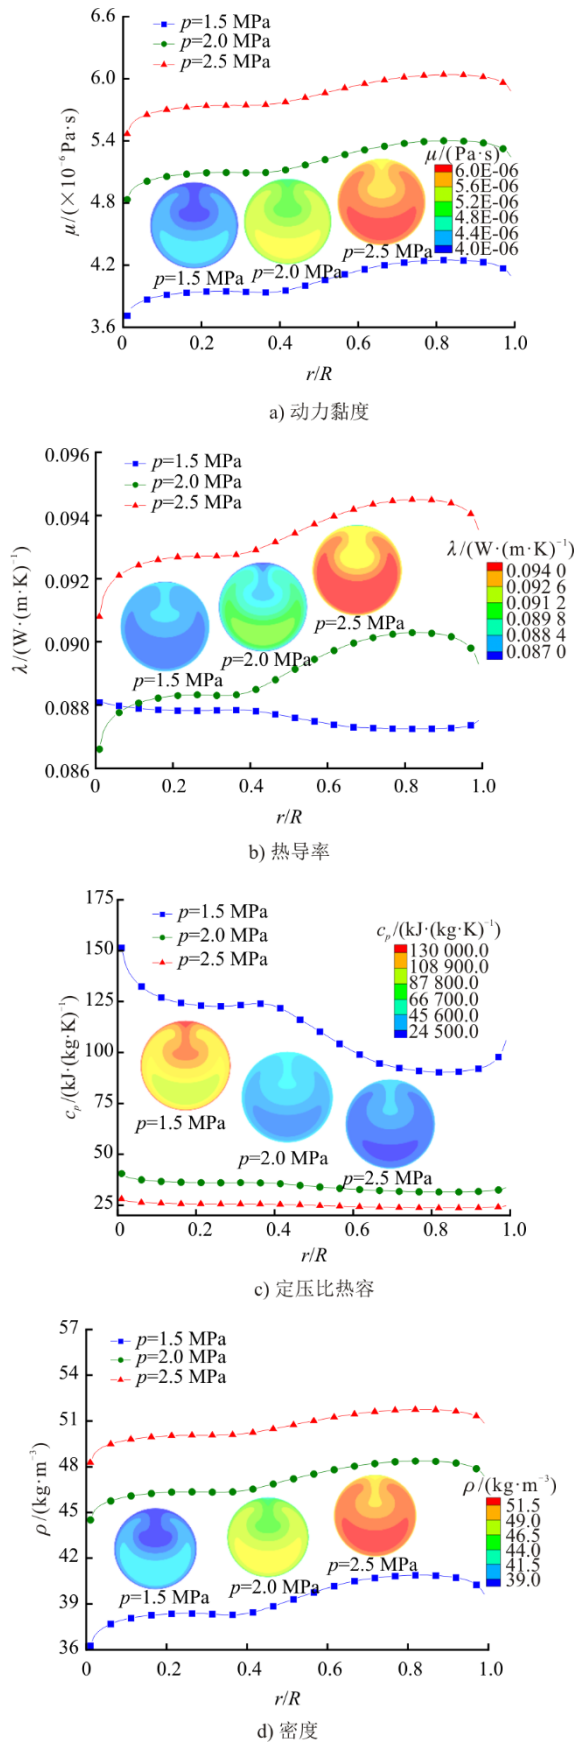 6.6
p=1.5 MPa
p=2.0 MPa
p=2.5 MPa
6.0
5.4
4.8
4.2
3.6
μ/(×10⁻⁶Pa·s)
μ/(Pa·s)
6.0E-06
5.6E-06
5.2E-06
4.8E-06
4.4E-06
4.0E-06
p=1.5 MPa
p=2.0 MPa
p=2.5 MPa
0 0.2 0.4 0.6 0.8 1.0
r/R
a) 动力黏度
0.096
p=1.5 MPa
p=2.0 MPa
p=2.5 MPa
0.094
0.092
0.090
0.088
0.086
λ/(W·(m·K)⁻¹)
λ/(W·(m·K)⁻¹)
0.094 0
0.092 6
0.091 2
0.089 8
0.088 4
0.087 0
p=1.5 MPa
p=2.0 MPa
p=2.5 MPa
0 0.2 0.4 0.6 0.8 1.0
r/R
b) 热导率
175
p=1.5 MPa
p=2.0 MPa
p=2.5 MPa
150
125
100
75
50
25
cₚ/(kJ·(kg·K)⁻¹)
cₚ/(kJ·(kg·K)⁻¹)
130 000.0
108 900.0
87 800.0
66 700.0
45 600.0
24 500.0
p=1.5 MPa
p=2.0 MPa
p=2.5 MPa
0 0.2 0.4 0.6 0.8 1.0
r/R
c) 定压比热容
57
p=1.5 MPa
p=2.0 MPa
p=2.5 MPa
54
51
48
45
42
39
36
ρ/(kg·m⁻³)
ρ/(kg·m⁻³)
51.5
49.0
46.5
44.0
41.5
39.0
p=1.5 MPa
p=2.0 MPa
p=2.5 MPa
0 0.2 0.4 0.6 0.8 1.0
r/R
d) 密度